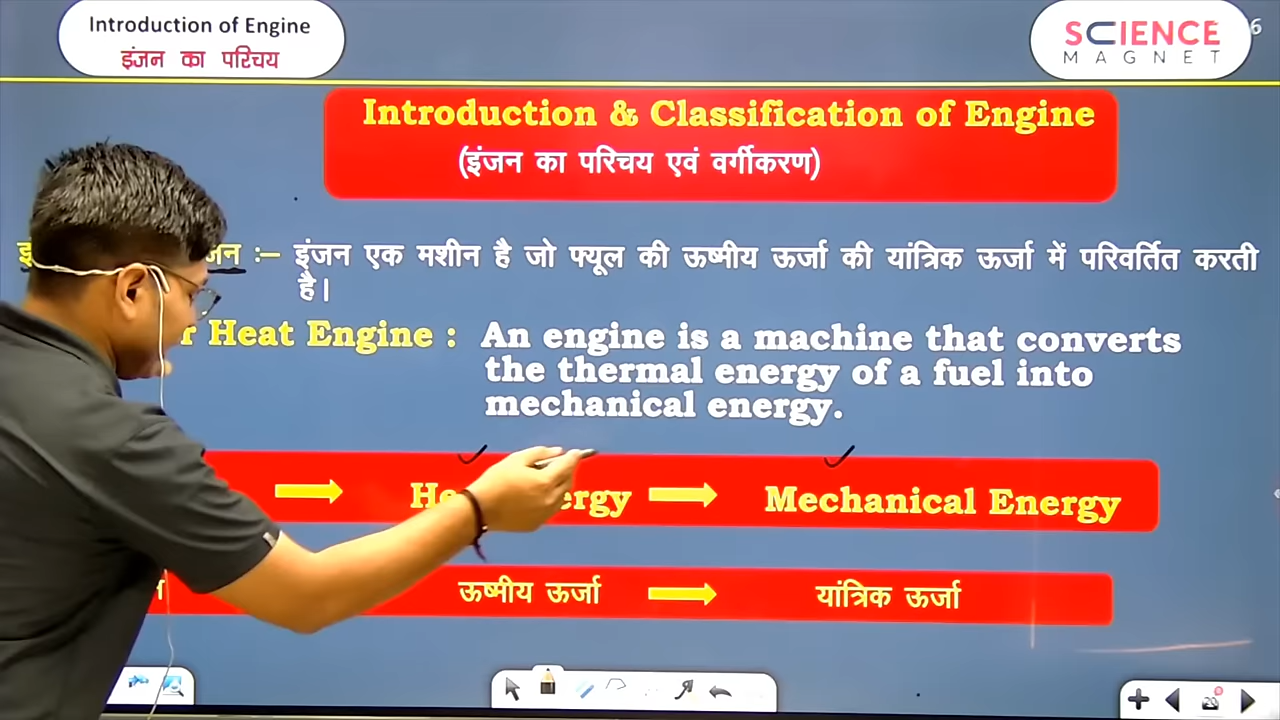 Introduction of Engine
इंजन का परिचय
SCIENCE
MAGNET
6
Introduction & Classification of Engine
(इंजन का परिचय एवं वर्गीकरण)
:– इंजन एक मशीन है जो फ्यूल की ऊष्मीय ऊर्जा की यांत्रिक ऊर्जा में परिवर्तित करती
है।
Heat Engine : An engine is a machine that converts
the thermal energy of a fuel into
mechanical energy.
Mechanical Energy
ऊष्मीय ऊर्जा यांत्रिक ऊर्जा